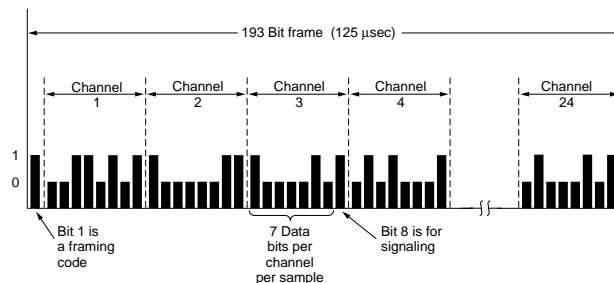 193 Bit frame (125 µsec)
Channel
1
Channel
2
Channel
3
Channel
4
Channel
24
1
0
Bit 1 is
a framing
code
7 Data
bits per
channel
per sample
Bit 8 is for
signaling